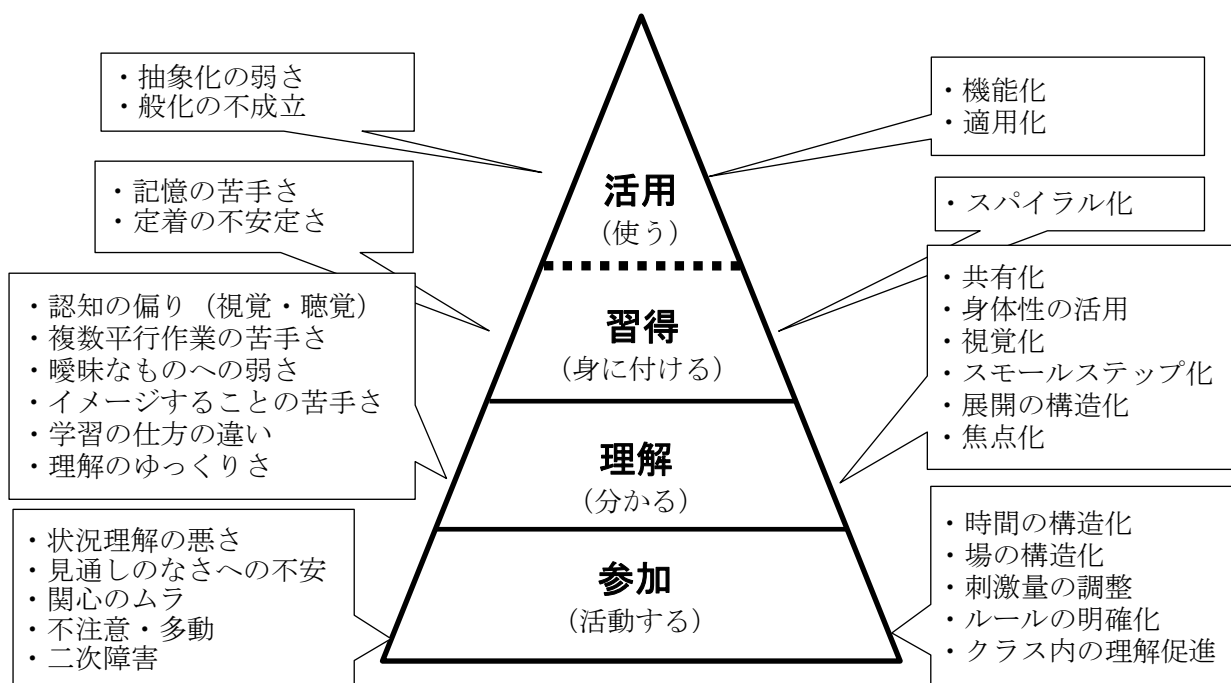 ・抽象化の弱さ
・般化の不成立
・機能化
・適用化
活用
(使う)
・記憶の苦手さ
・定着の不安定さ
・スパイラル化
習得
(身に付ける)
・認知の偏り（視覚・聴覚）
・複数平行作業の苦手さ
・曖昧なものへの弱さ
・イメージすることの苦手さ
・学習の仕方の違い
・理解のゆっくりさ
・共有化
・身体性の活用
・視覚化
・スモールステップ化
・展開の構造化
・焦点化
理解
(分かる)
・状況理解の悪さ
・見通しのなさへの不安
・関心のムラ
・不注意・多動
・二次障害
参加
(活動する)
・時間の構造化
・場の構造化
・刺激量の調整
・ルールの明確化
・クラス内の理解促進